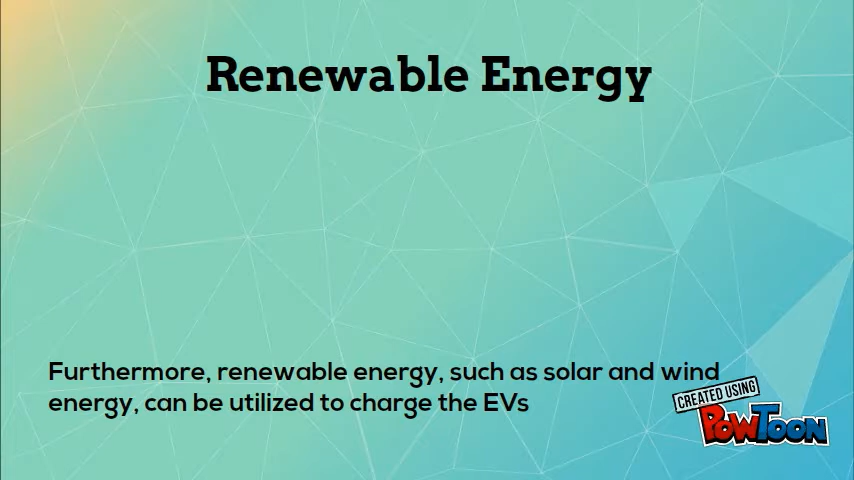 Renewable Energy
Furthermore, renewable energy, such as solar and wind
energy, can be utilized to charge the EVs
CREATED USING
POWTOON